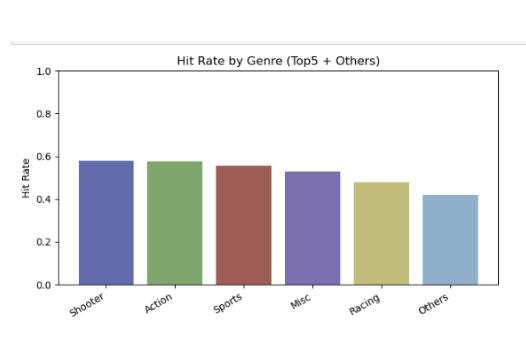 Hit Rate by Genre (Top5 + Others)
1.0
0.8
0.6
0.4
0.2
0.0
Hit Rate
Shooter
Action
Sports
Misc
Racing
Others